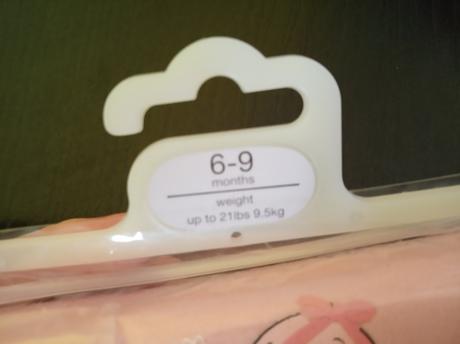 6-9
months
weight
up to 21lbs 9.5kg